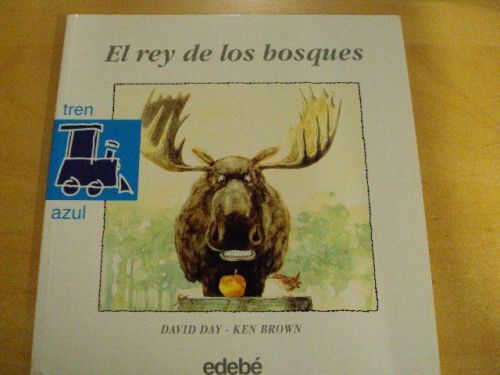 El rey de los bosques
tren
azul
DAVID DAY - KEN BROWN
edebé